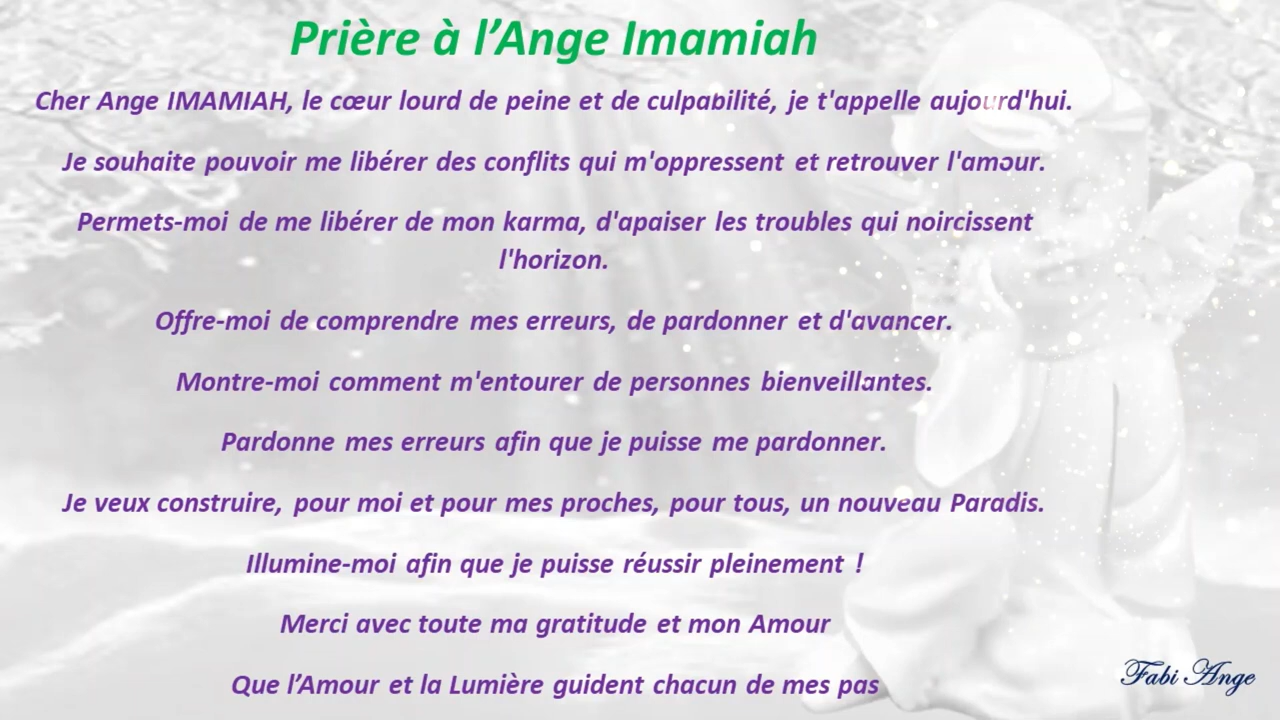 Prière à l’Ange Imamiah
Cher Ange IMAMIAH, le cœur lourd de peine et de culpabilité, je t'appelle aujourd'hui.
Je souhaite pouvoir me libérer des conflits qui m'oppressent et retrouver l'amour.
Permets-moi de me libérer de mon karma, d'apaiser les troubles qui noircissent
l'horizon.
Offre-moi de comprendre mes erreurs, de pardonner et d'avancer.
Montre-moi comment m'entourer de personnes bienveillantes.
Pardonne mes erreurs afin que je puisse me pardonner.
Je veux construire, pour moi et pour mes proches, pour tous, un nouveau Paradis.
Illumine-moi afin que je puisse réussir pleinement !
Merci avec toute ma gratitude et mon Amour
Que l’Amour et la Lumière guident chacun de mes pas
Fabi Ange